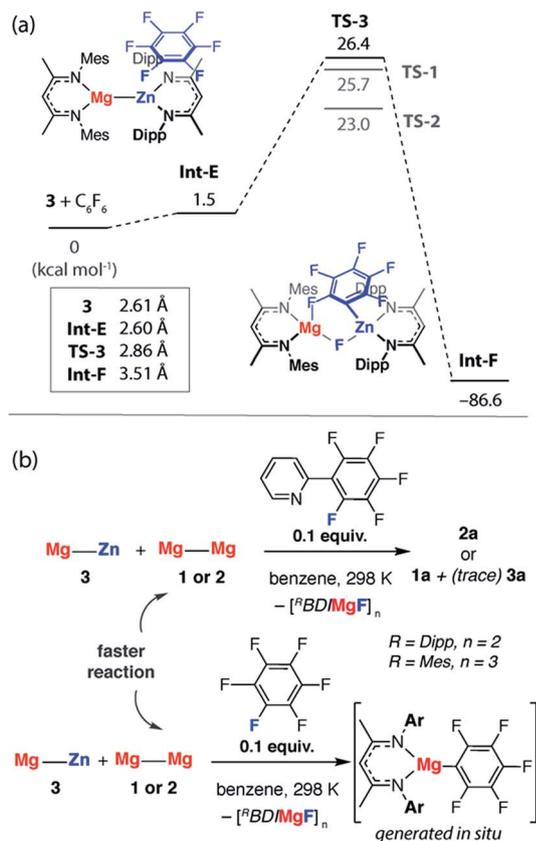 (a)
Mes
Dipp
F
F
F
F
F
F
N
N
Mg
Zn
N
N
Mes
Dipp
TS-3
26.4
TS-1
25.7
23.0
TS-2
Int-E
1.5
3 + C6F6
0
(kcal mol⁻¹)
3 2.61 Å
Int-E 2.60 Å
TS-3 2.86 Å
Int-F 3.51 Å
F
F
F
F
F
Mes
Dipp
N
N
Mg
Zn
N
F
N
Mes
Dipp
Int-F
−86.6
(b)
F
F
F
F
N
F
0.1 equiv.
Mg Zn + Mg Mg
3 1 or 2
benzene, 298 K
− [ᴿBDIMgF]n
2a
or
1a + (trace) 3a
faster
reaction
R = Dipp, n = 2
R = Mes, n = 3
F
F
F
F
F
F
0.1 equiv.
Mg Zn + Mg Mg
3 1 or 2
benzene, 298 K
− [ᴿBDIMgF]n
Ar
F
F
N
Mg
F
N
Ar
F
F
generated in situ